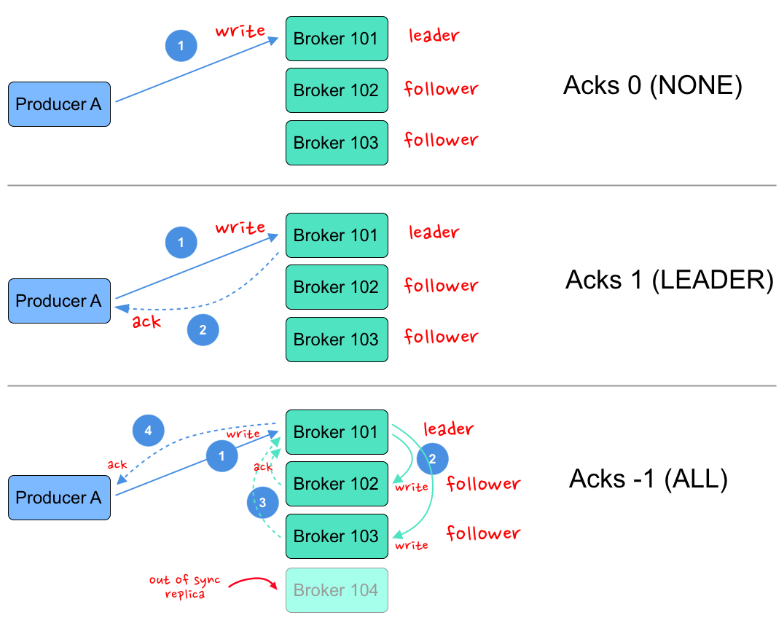 write
Broker 101
leader
1
Producer A
Broker 102
follower
Acks 0 (NONE)
Broker 103
follower
write
Broker 101
leader
1
Producer A
Broker 102
follower
Acks 1 (LEADER)
ack
2
Broker 103
follower
4
write
Broker 101
leader
1
2
ack
ack
Producer A
Broker 102
write
follower
Acks -1 (ALL)
3
Broker 103
write
follower
out of sync
replica
Broker 104